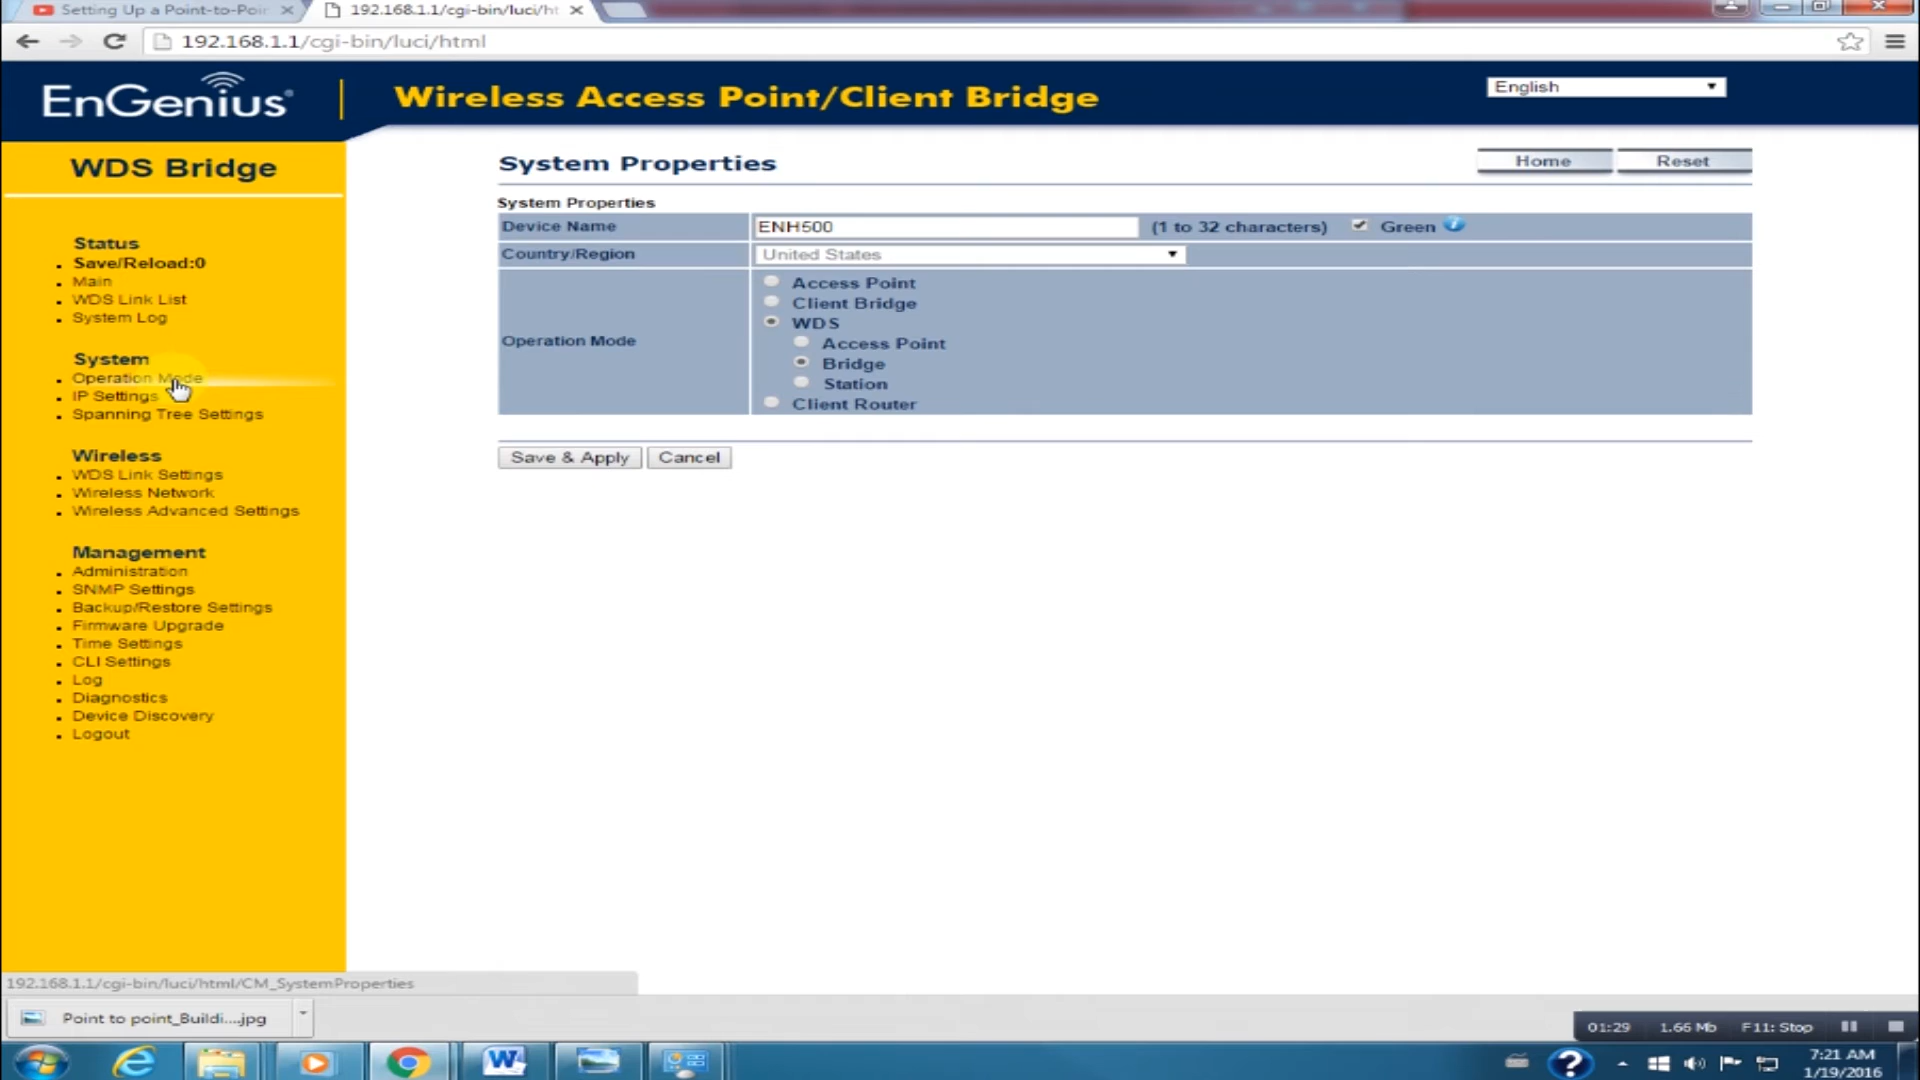 Setting Up a Point-to-Poir
192.168.1.1/cgi-bin/luci/ht
192.168.1.1/cgi-bin/luci/html
EnGenius
Wireless Access Point/Client Bridge
English
WDS Bridge
System Properties
Home
Reset
Status
Save/Reload:0
Main
WDS Link List
System Log
System
Operation Mode
IP Settings
Spanning Tree Settings
Wireless
WDS Link Settings
Wireless Network
Wireless Advanced Settings
Management
Administration
SNMP Settings
Backup/Restore Settings
Firmware Upgrade
Time Settings
CLI Settings
Log
Diagnostics
Device Discovery
Logout
System Properties
Device Name
ENH500
(1 to 32 characters)
Green
Country/Region
United States
Operation Mode
Access Point
Client Bridge
WDS
Access Point
Bridge
Station
Client Router
Save & Apply
Cancel
192.168.1.1/cgi-bin/luci/html/CM_SystemProperties
Point to point_Buildi....jpg
01:29
1.66 Mb
F11: Stop
7:21 AM
1/19/2016